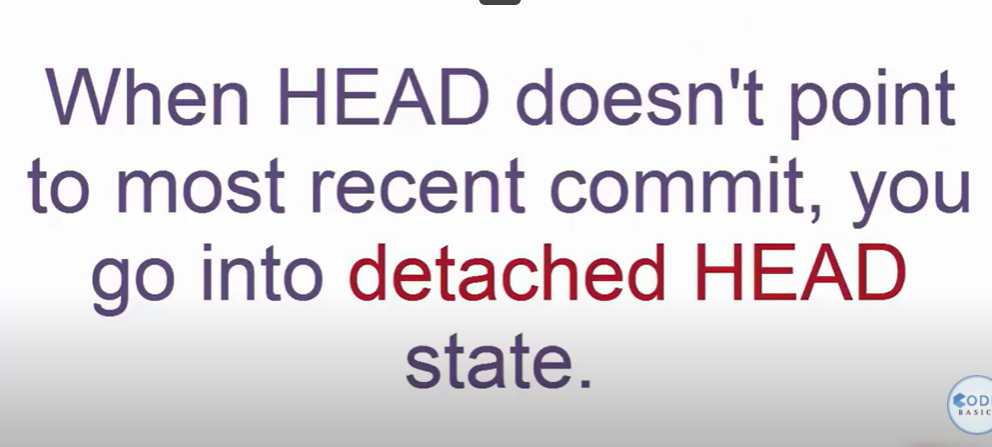 When HEAD doesn't point
to most recent commit, you
go into detached HEAD
state.